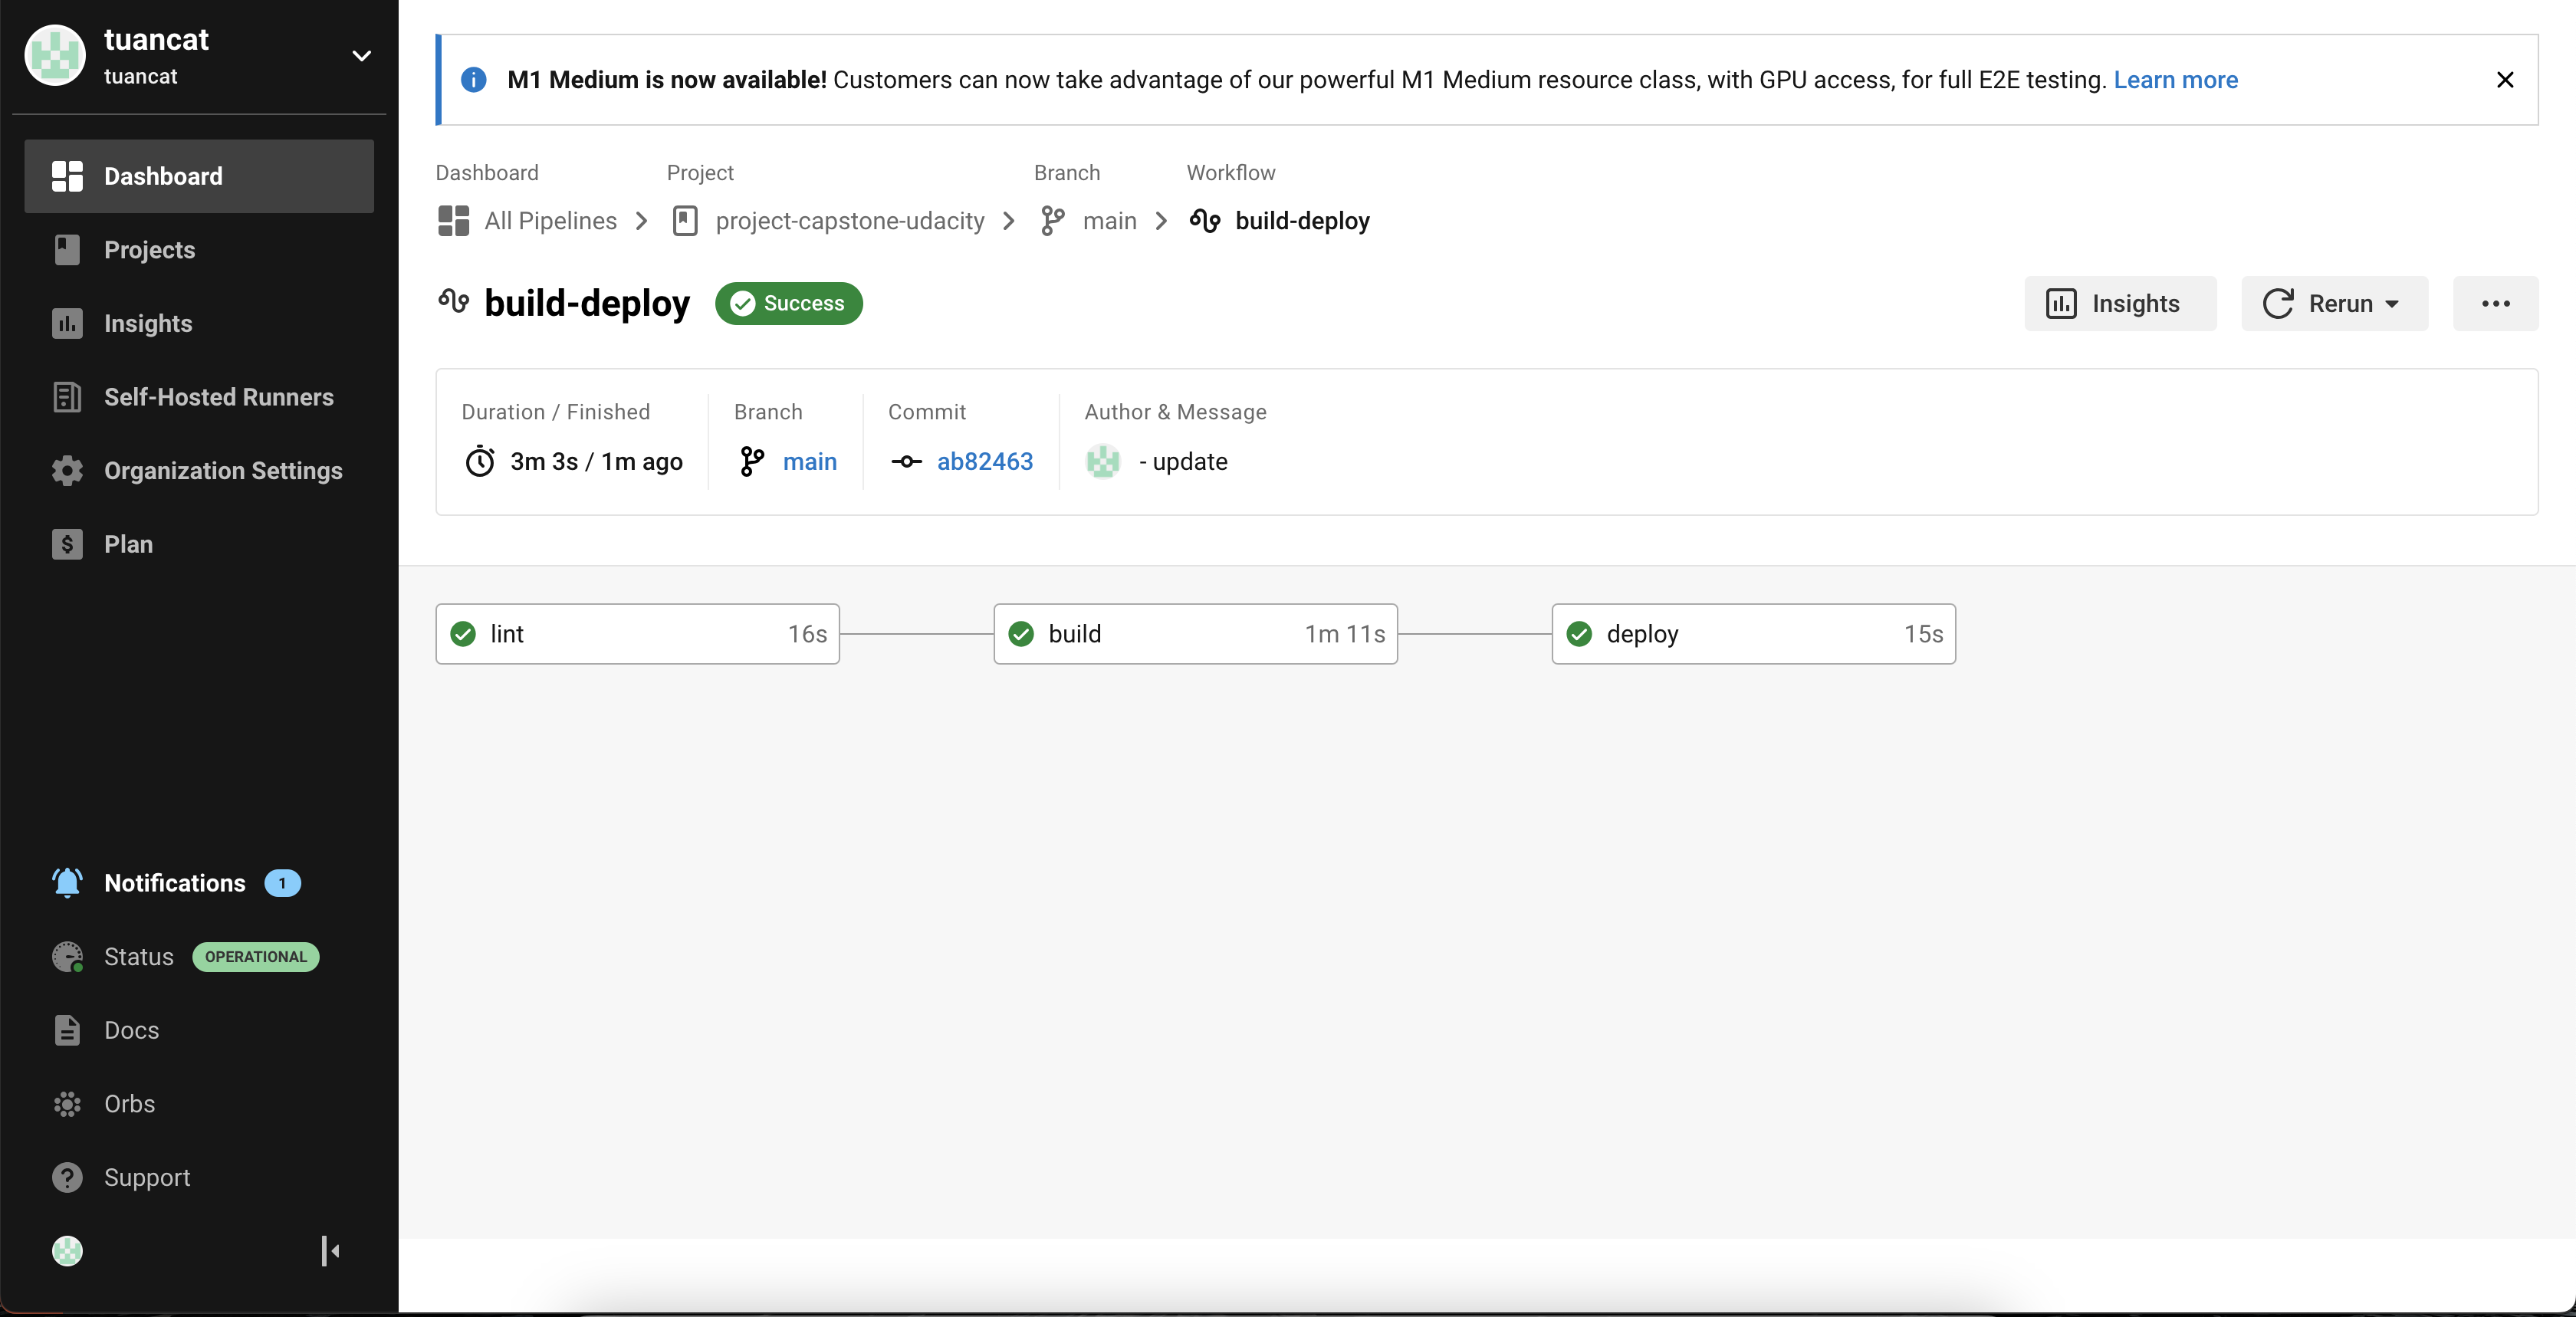 tuancat
tuancat
Dashboard
Projects
Insights
Self-Hosted Runners
Organization Settings
Plan
Notifications 1
Status OPERATIONAL
Docs
Orbs
Support
M1 Medium is now available! Customers can now take advantage of our powerful M1 Medium resource class, with GPU access, for full E2E testing. Learn more
Dashboard Project Branch Workflow
All Pipelines project-capstone-udacity main build-deploy
build-deploy Success Insights Rerun
Duration / Finished Branch Commit Author & Message
3m 3s / 1m ago main ab82463 - update
lint 16s build 1m 11s deploy 15s